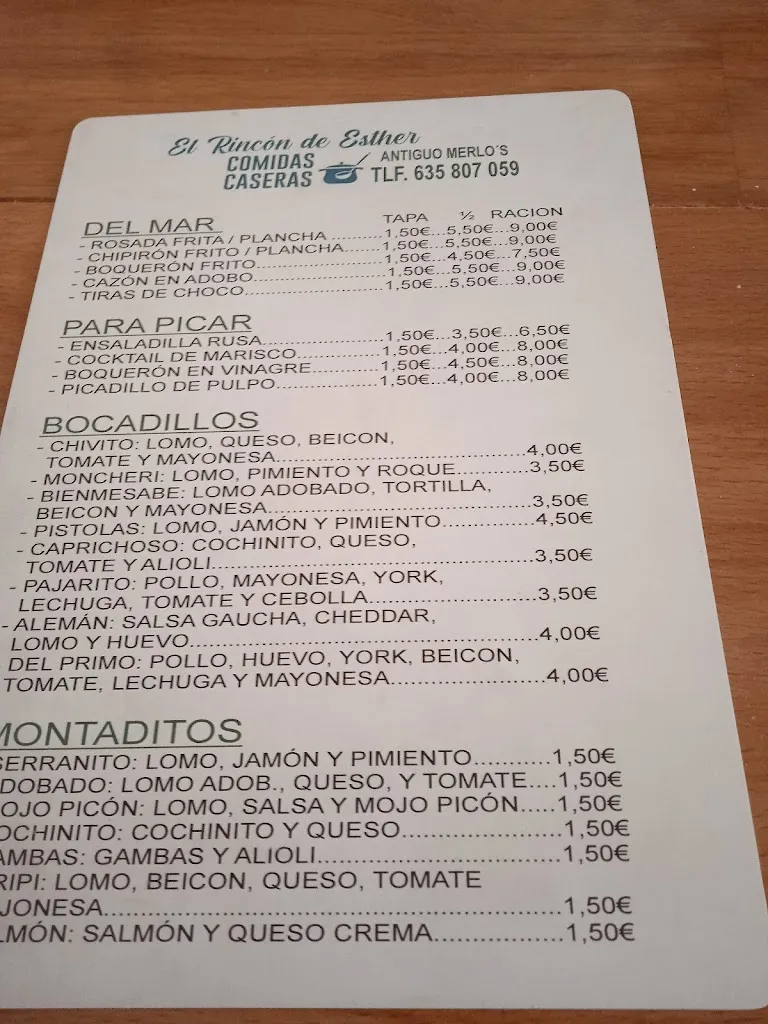 El Rincón de Esther
COMIDAS CASERAS
ANTIGUO MERLO´S
TLF. 635 807 059
DEL MAR TAPA ½ RACION
- ROSADA FRITA / PLANCHA ..........1,50€...5,50€...9,00€
- CHIPIRÓN FRITO / PLANCHA......1,50€...5,50€...9,00€
- BOQUERÓN FRITO......................1,50€...4,50€...7,50€
- CAZÓN EN ADOBO.......................1,50€...5,50€...9,00€
- TIRAS DE CHOCO.........................1,50€...5,50€...9,00€
PARA PICAR
- ENSALADILLA RUSA......................1,50€...3,50€...6,50€
- COCKTAIL DE MARISCO...............1,50€...4,00€...8,00€
- BOQUERÓN EN VINAGRE............1,50€...4,50€...8,00€
- PICADILLO DE PULPO..................1,50€...4,00€...8,00€
BOCADILLOS
- CHIVITO: LOMO, QUESO, BEICON,
TOMATE Y MAYONESA.......................................4,00€
- MONCHERI: LOMO, PIMIENTO Y ROQUE............3,50€
- BIENMESABE: LOMO ADOBADO, TORTILLA,
BEICON Y MAYONESA..........................................3,50€
- PISTOLAS: LOMO, JAMÓN Y PIMIENTO..............4,50€
- CAPRICHOSO: COCHINITO, QUESO,
TOMATE Y ALIOLI..................................................3,50€
- PAJARITO: POLLO, MAYONESA, YORK,
LECHUGA, TOMATE Y CEBOLLA..........................3,50€
- ALEMÁN: SALSA GAUCHA, CHEDDAR,
LOMO Y HUEVO......................................................4,00€
DEL PRIMO: POLLO, HUEVO, YORK, BEICON,
TOMATE, LECHUGA Y MAYONESA.......................4,00€
MONTADITOS
SERRANITO: LOMO, JAMÓN Y PIMIENTO...........1,50€
DOBADO: LOMO ADOB., QUESO, Y TOMATE....1,50€
OJO PICÓN: LOMO, SALSA Y MOJO PICÓN.....1,50€
OCHINITO: COCHINITO Y QUESO.......................1,50€
AMBAS: GAMBAS Y ALIOLI...................................1,50€
RIPI: LOMO, BEICON, QUESO, TOMATE
JONESA................................................................1,50€
LMÓN: SALMÓN Y QUESO CREMA..................1,50€